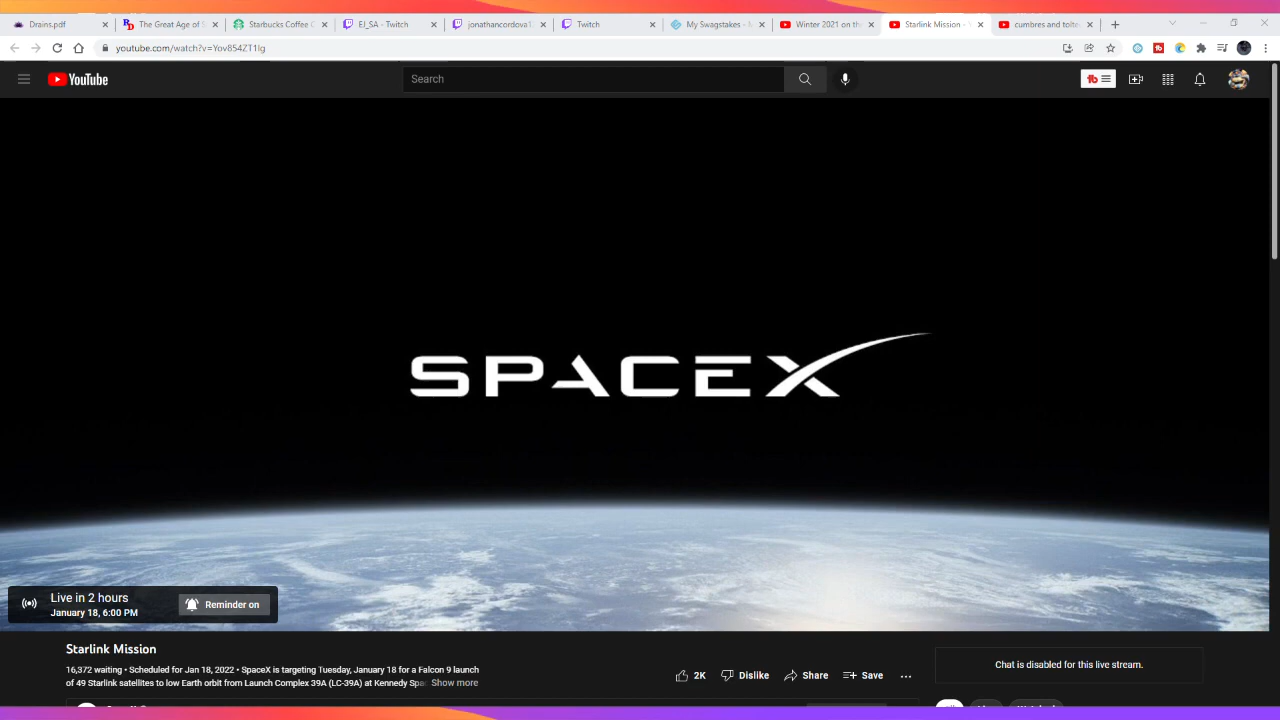 Drains.pdf
The Great Age of
Starbucks Coffee
EJ_SA - Twitch
jonathancordova
Twitch
My Swagstakes -
Winter 2021 on the
Starlink Mission -
cumbres and tolte
youtube.com/watch?v=Yov854ZT1Ig
YouTube
Search
SPACEX
Live in 2 hours
January 18, 6:00 PM
Reminder on
Starlink Mission
16,372 waiting • Scheduled for Jan 18, 2022 • SpaceX is targeting Tuesday, January 18 for a Falcon 9 launch
of 49 Starlink satellites to low Earth orbit from Launch Complex 39A (LC-39A) at Kennedy Spa Show more
2K
Dislike
Share
Save
Chat is disabled for this live stream.